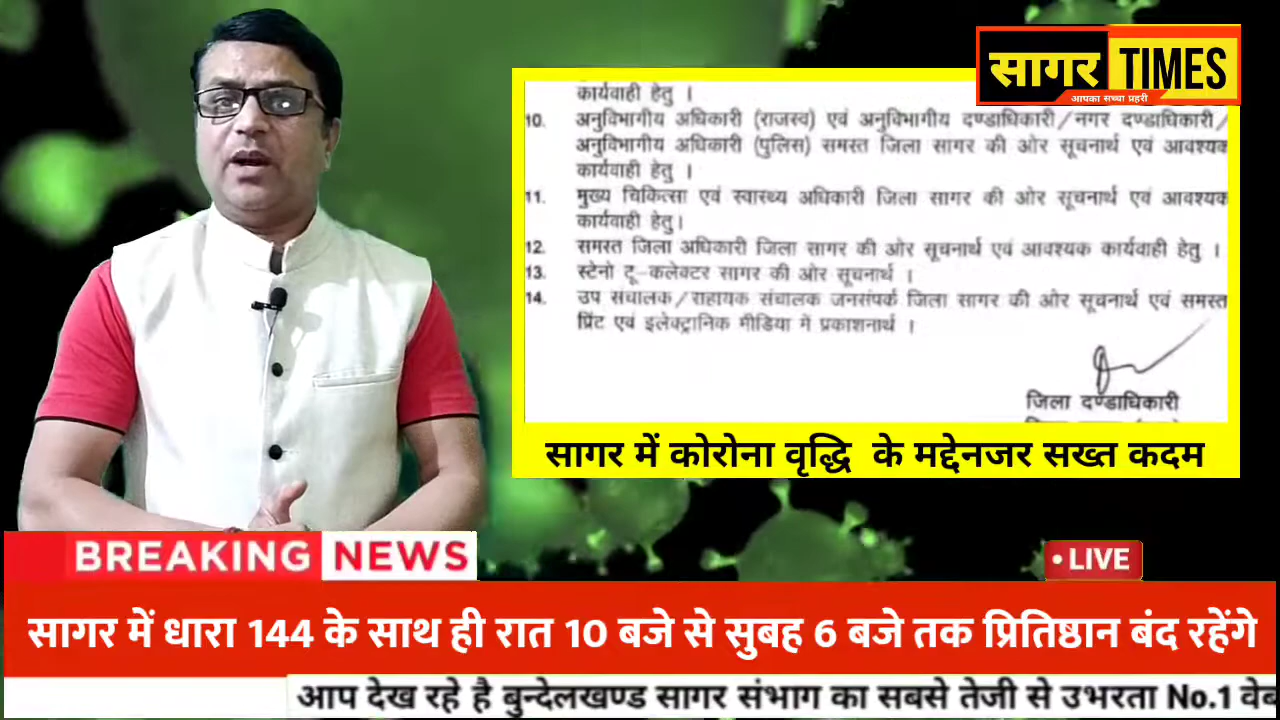 सागर TIMES
आपका सच्चा प्रहरी
कार्यवाही हेतु ।
10. अनुविभागीय अधिकारी (राजस्व) एवं अनुविभागीय दण्डाधिकारी/नगर दण्डाधिकारी/
अनुविभागीय अधिकारी (पुलिस) समस्त जिला सागर की ओर सूचनार्थ एवं आवश्यक
कार्यवाही हेतु ।
11. मुख्य चिकित्सा एवं स्वास्थ्य अधिकारी जिला सागर की ओर सूचनार्थ एवं आवश्यक
कार्यवाही हेतु।
12. समस्त जिला अधिकारी जिला सागर की ओर सूचनार्थ एवं आवश्यक कार्यवाही हेतु ।
13. स्टेनो टू-कलेक्टर सागर की ओर सूचनार्थ ।
14. उप संचालक/सहायक संचालक जनसंपर्क जिला सागर की ओर सूचनार्थ एवं समस्त
प्रिंट एवं इलेक्ट्रानिक मीडिया में प्रकाशनार्थ ।
जिला दण्डाधिकारी
सागर में कोरोना वृद्धि के मद्देनजर सख्त कदम
BREAKING NEWS
• LIVE
सागर में धारा 144 के साथ ही रात 10 बजे से सुबह 6 बजे तक प्रितिष्ठान बंद रहेंगे
आप देख रहे है बुन्देलखण्ड सागर संभाग का सबसे तेजी से उभरता No.1